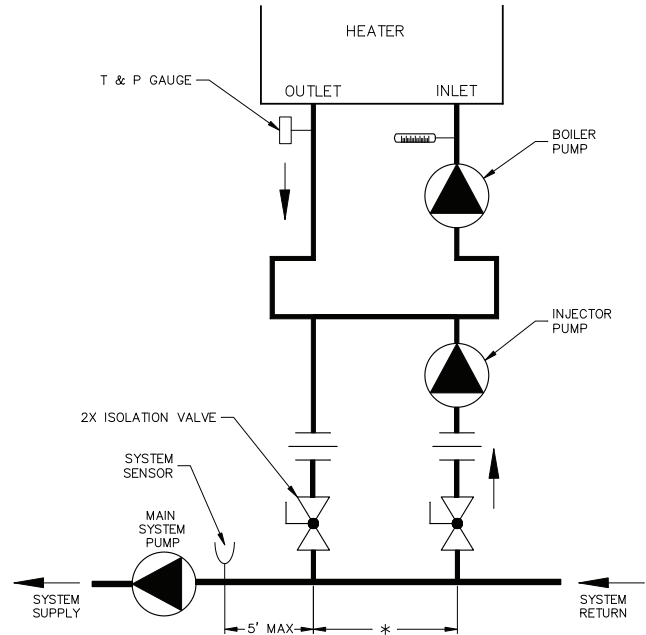 HEATER
T & P GAUGE
OUTLET
INLET
BOILER
PUMP
INJECTOR
PUMP
2X ISOLATION VALVE
SYSTEM
SENSOR
MAIN
SYSTEM
PUMP
SYSTEM
SUPPLY
5' MAX
*
SYSTEM
RETURN